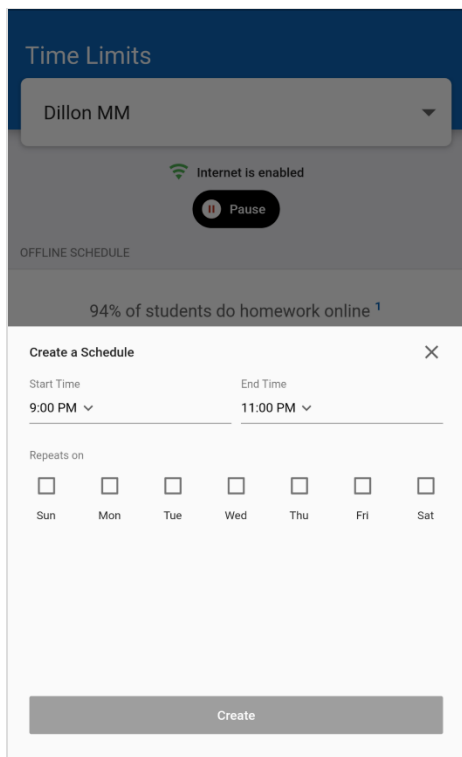 Time Limits
Dillon MM
Internet is enabled
Pause
OFFLINE SCHEDULE
94% of students do homework online 1
Create a Schedule
Start Time End Time
9:00 PM 11:00 PM
Repeats on
Sun Mon Tue Wed Thu Fri Sat
Create